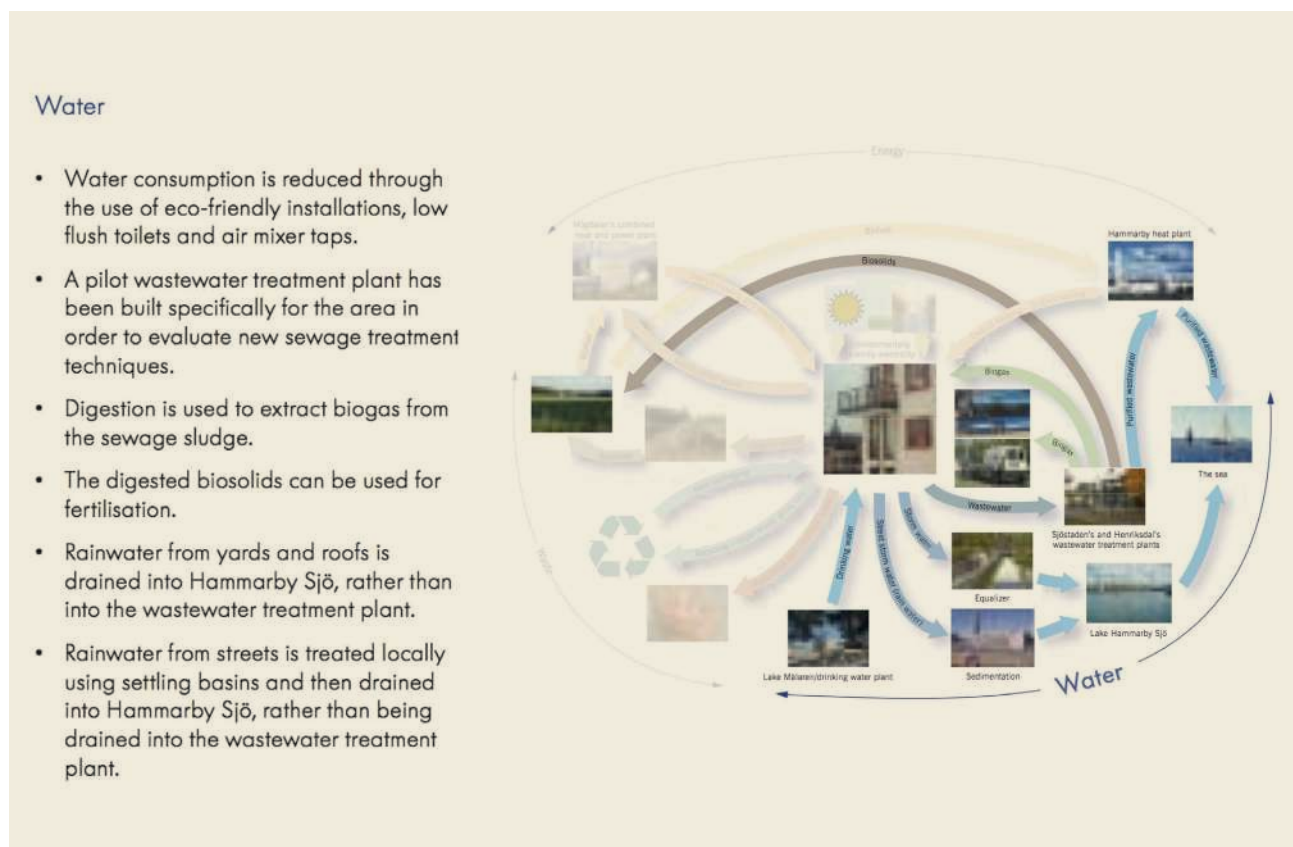 Water
• Water consumption is reduced through
the use of eco-friendly installations, low
flush toilets and air mixer taps.
• A pilot wastewater treatment plant has
been built specifically for the area in
order to evaluate new sewage treatment
techniques.
• Digestion is used to extract biogas from
the sewage sludge.
• The digested biosolids can be used for
fertilisation.
• Rainwater from yards and roofs is
drained into Hammarby Sjö, rather than
into the wastewater treatment plant.
• Rainwater from streets is treated locally
using settling basins and then drained
into Hammarby Sjö, rather than being
drained into the wastewater treatment
plant.
Energy
Hammarby heat plant
Biosolids
Purified wastewater
Purified wastewater
Biogas
Biogas
The sea
Wastewater
Sjöstaden's and Henriksdal's
wastewater treatment plants
Drinking water
Street storm water (rain water)
Storm water
Equalizer
Lake Hammarby Sjö
Waste
Lake Mälaren/drinking water plant
Sedimentation
Water